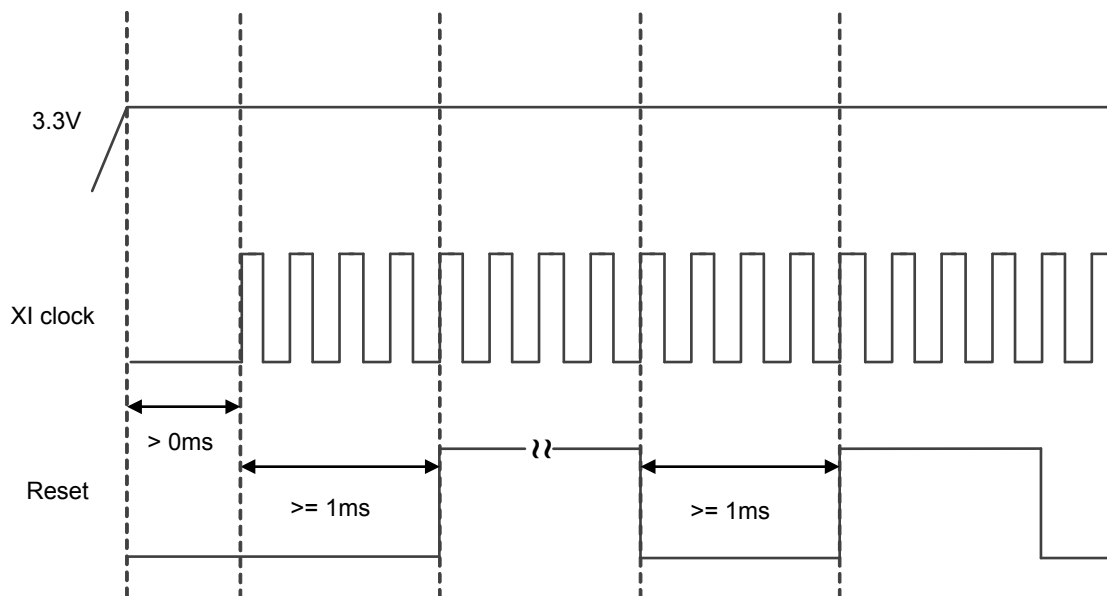 3.3V
XI clock
> 0ms
Reset
>= 1ms
>= 1ms